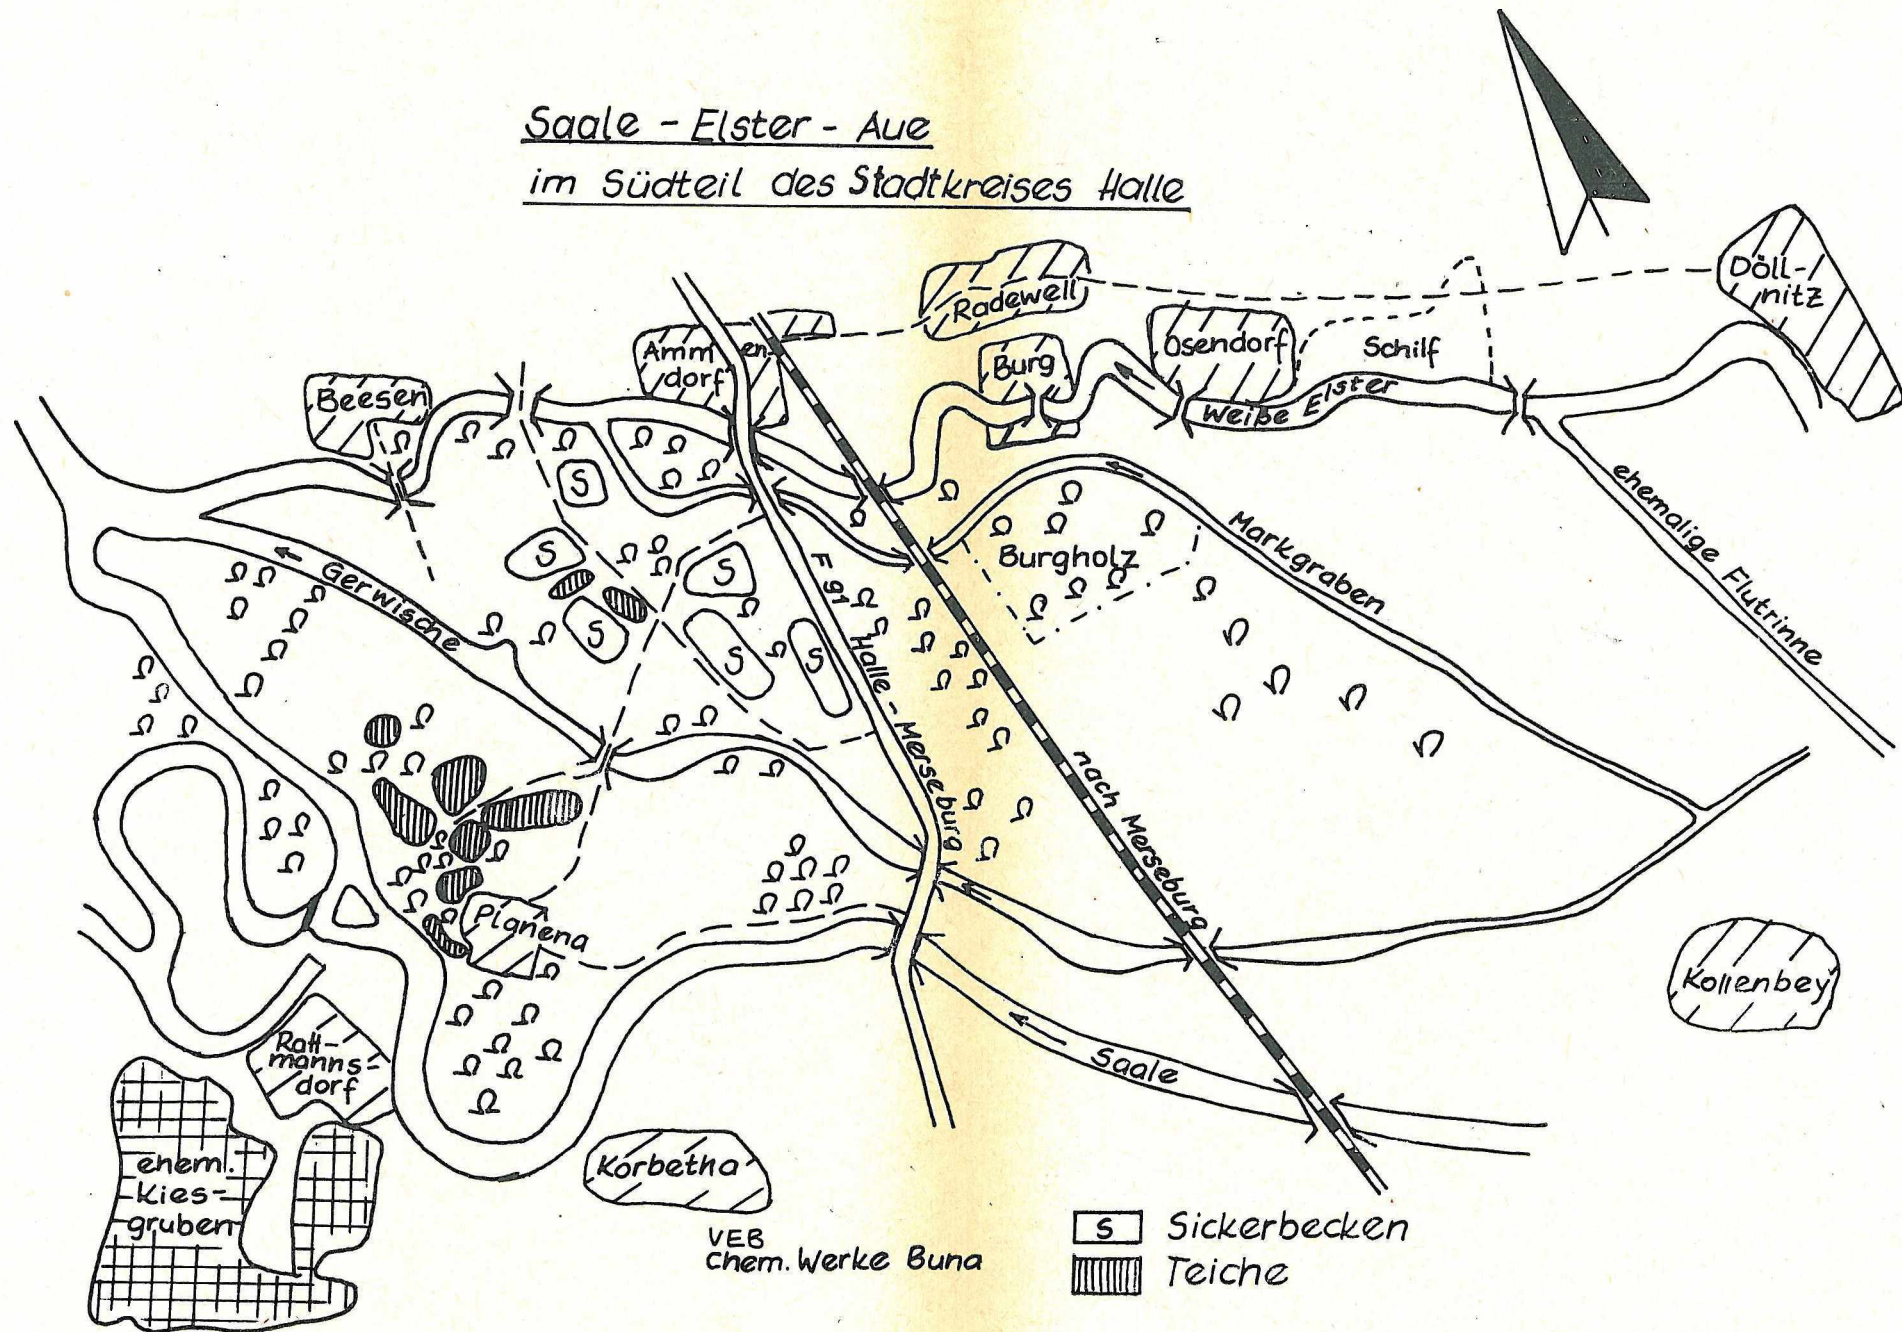 Saale - Elster - Aue
im Südteil des Stadtkreises Halle
Döll-
nitz
Radewell
Osendorf
Schilf
Burg
Amm
en-
dorf
Beesen
Weiße Elster
ehemalige Flutrinne
Markgraben
Burgholz
S
S
S
S
S
S
Gerwische
F 91 Halle - Merseburg
nach Merseburg
Planena
Kollenbey
Saale
Ratt-
manns-
dorf
ehem.
Kies-
gruben
Korbetha
VEB
Chem. Werke Buna
S Sickerbecken
Teiche